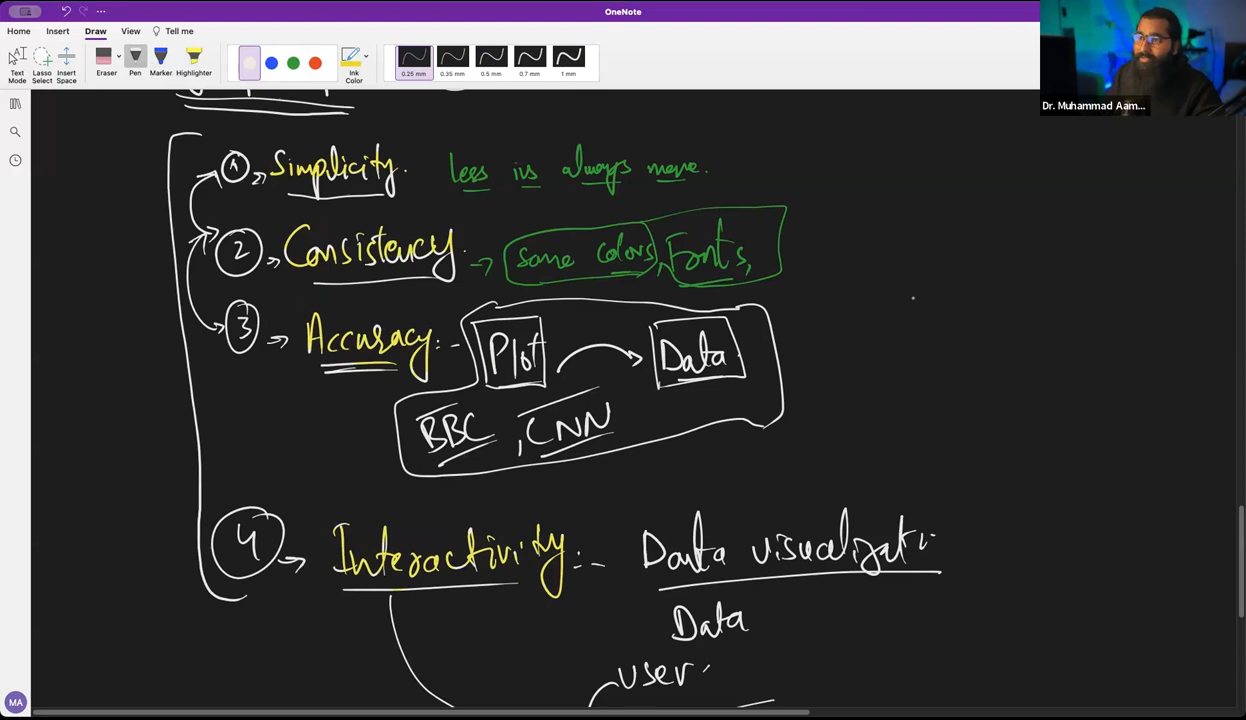 OneNote
Home Insert Draw View Tell me
Text Mode Lasso Select Insert Space Eraser Pen Marker Highlighter Ink Color 0.25 mm 0.35 mm 0.5 mm 0.7 mm 1 mm
Dr. Muhammad Aam...
1 → Simplicity. less is always more.
2 → Consistency → same colors, Fonts,
3 → Accuracy:- Plot → Data
BBC, CNN
4 → Interactivity:- Data visualizati
Data
user
MA